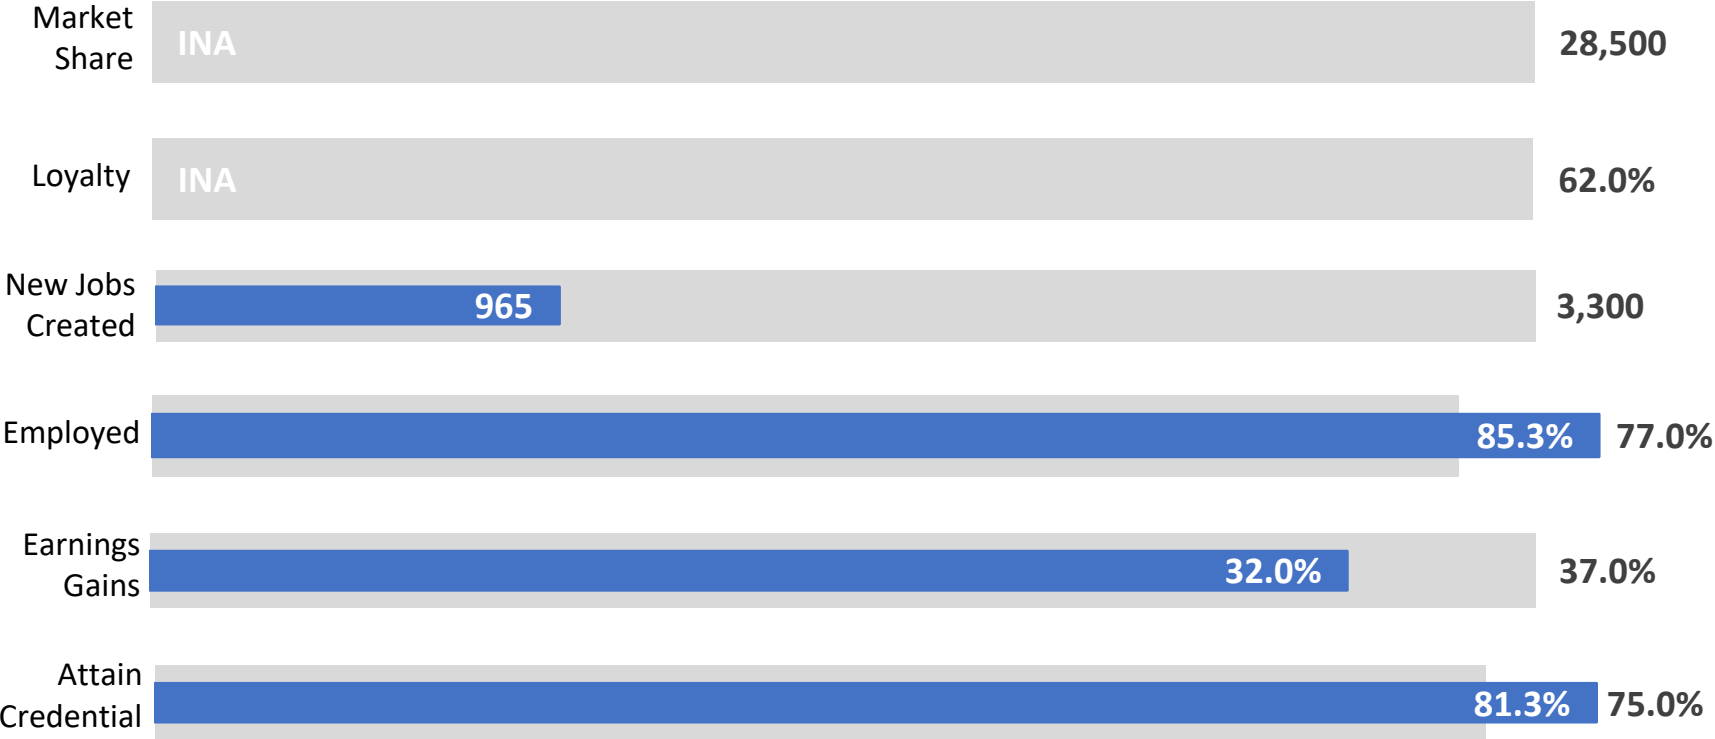 Market
Share
INA
28,500
Loyalty
INA
62.0%
New Jobs
Created
965
3,300
Employed
85.3%
77.0%
Earnings
Gains
32.0%
37.0%
Attain
Credential
81.3%
75.0%